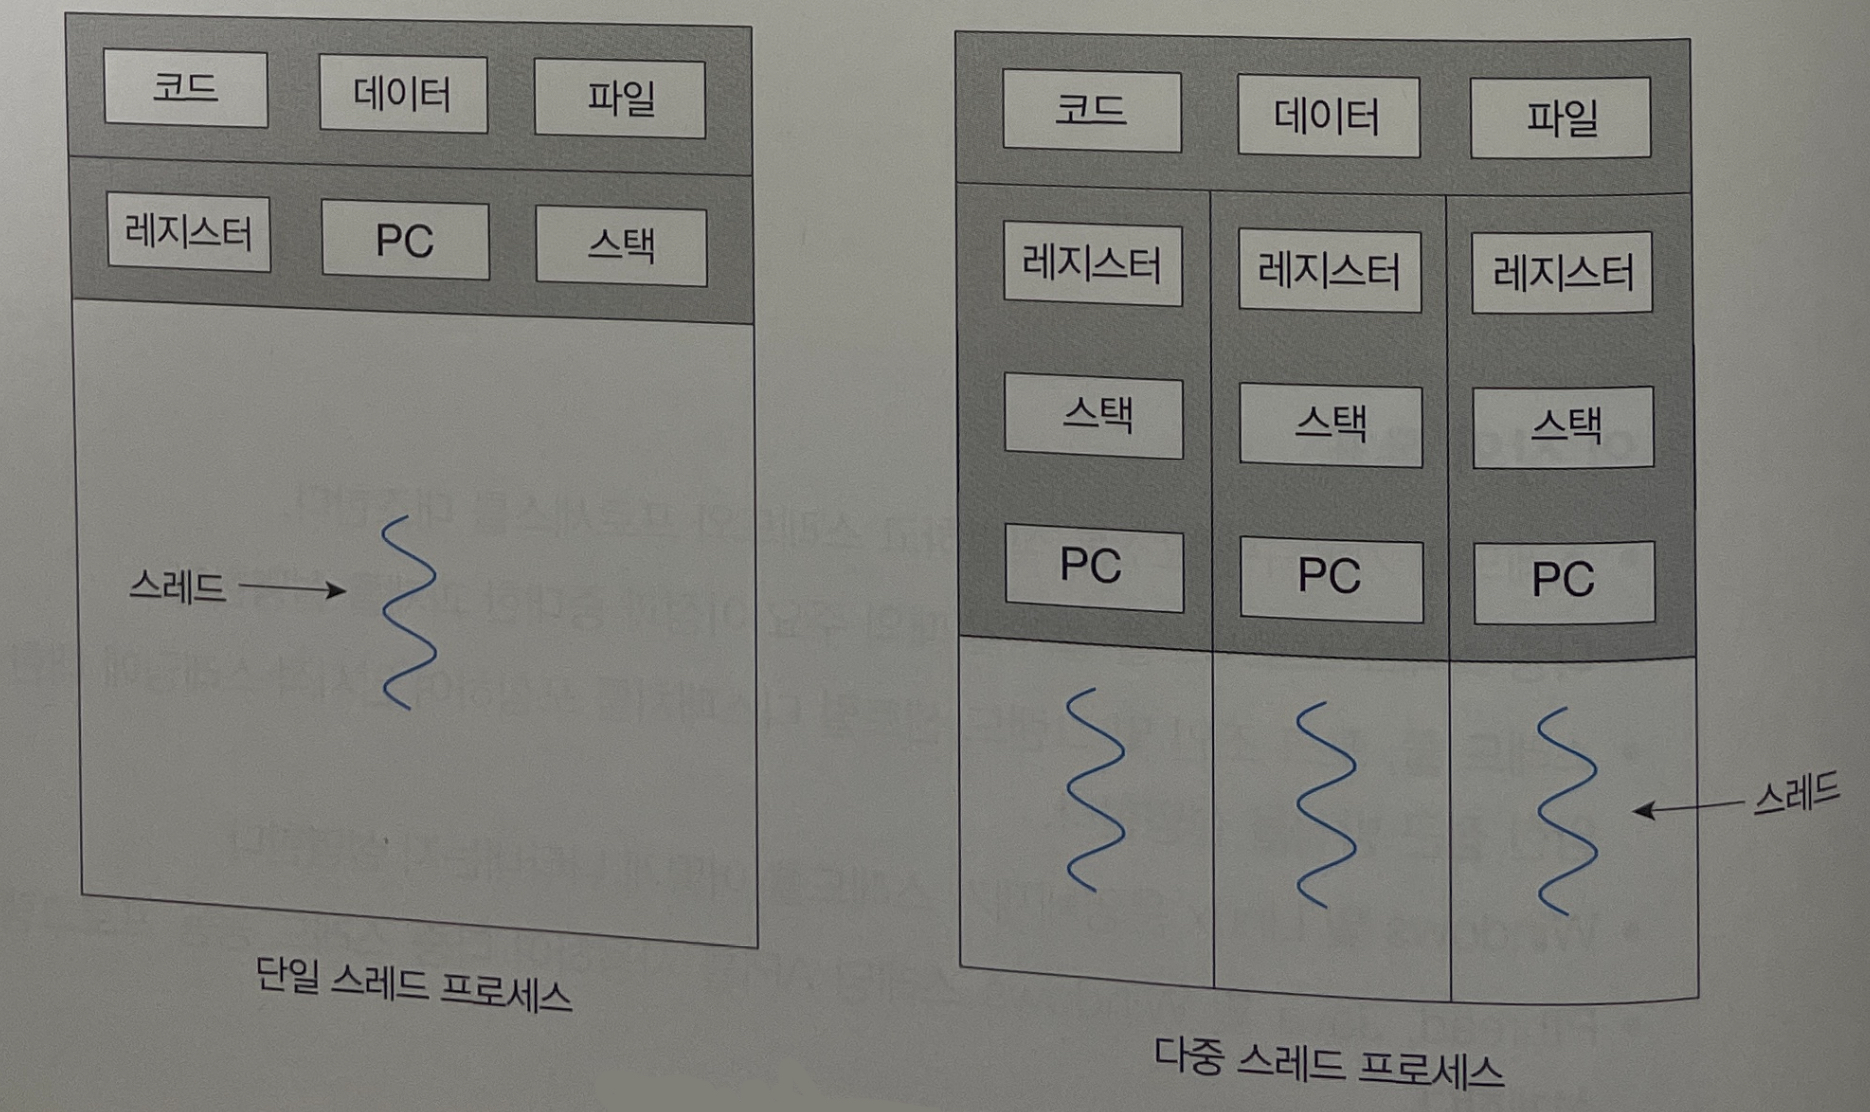 코드 데이터 파일
레지스터 PC 스택
스레드
단일 스레드 프로세스
코드 데이터 파일
레지스터 레지스터 레지스터
스택 스택 스택
PC PC PC
스레드
다중 스레드 프로세스